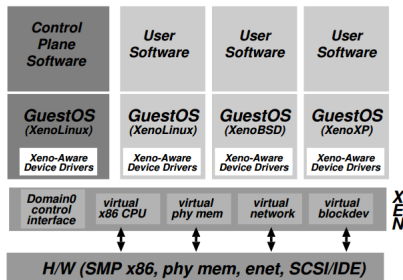 Control
Plane
Software
User
Software
User
Software
User
Software
GuestOS
(XenoLinux)
Xeno-Aware
Device Drivers
GuestOS
(XenoLinux)
Xeno-Aware
Device Drivers
GuestOS
(XenoBSD)
Xeno-Aware
Device Drivers
GuestOS
(XenoXP)
Xeno-Aware
Device Drivers
Domain0
control
interface
virtual
x86 CPU
virtual
phy mem
virtual
network
virtual
blockdev
X
E
N
H/W (SMP x86, phy mem, enet, SCSI/IDE)